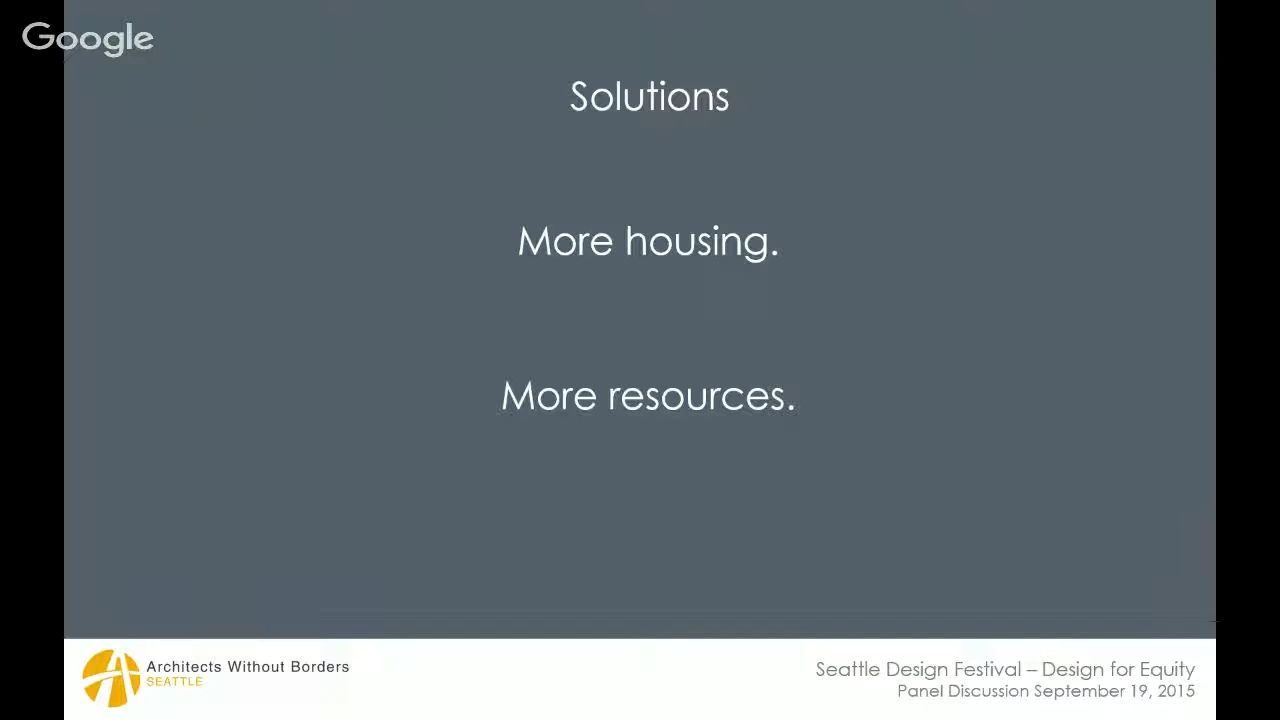 Google
Solutions
More housing.
More resources.
Architects Without Borders
SEATTLE
Seattle Design Festival – Design for Equity
Panel Discussion September 19, 2015